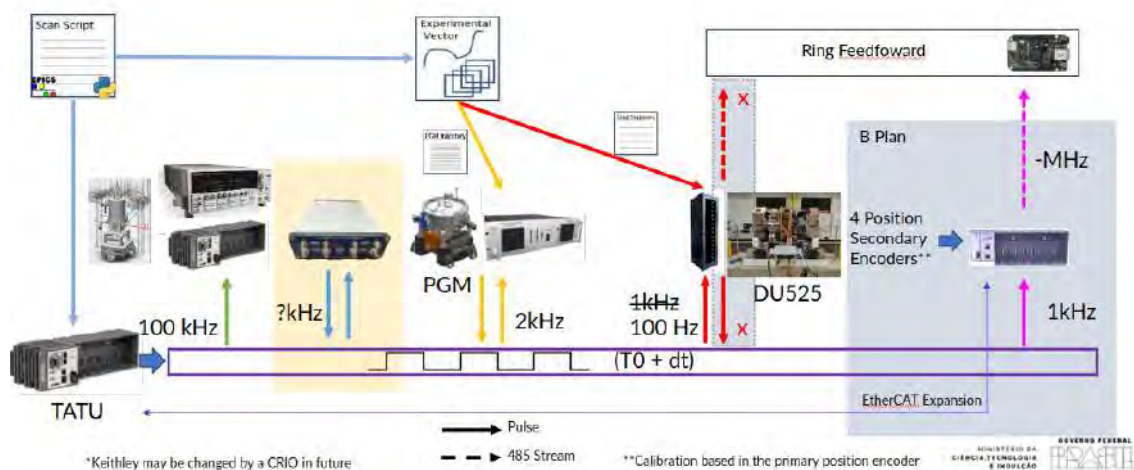 Scan Script
EPICS
Experimental
Vector
Ring Feedfoward
X
B Plan
-MHz
4 Position
Secondary
Encoders**
PGM
DU525
100 kHz
?kHz
2kHz
1kHz
100 Hz
X
1kHz
(T0 + dt)
TATU
EtherCAT Expansion
Pulse
485 Stream
*Keithley may be changed by a CRIO in future
**Calibration based in the primary position encoder
MINISTÉRIO DA
CIÊNCIA, TECNOLOGIA
E INOVAÇÃO
GOVERNO FEDERAL
BRASIL